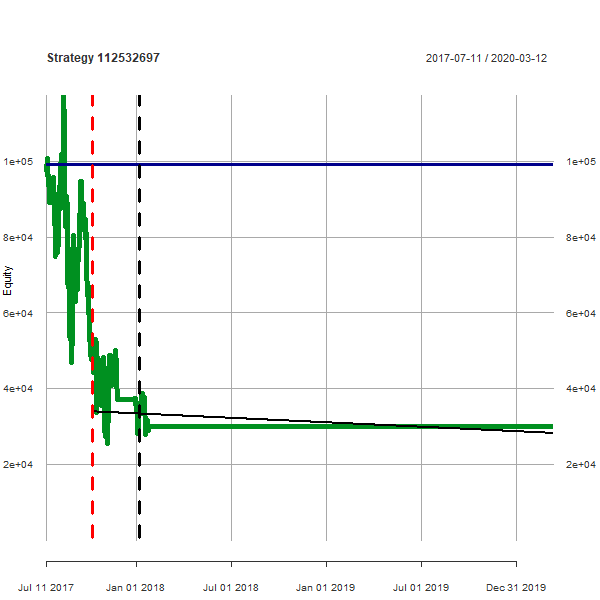 Strategy 112532697
2017-07-11 / 2020-03-12
1e+05
1e+05
8e+04
8e+04
Equity
6e+04
6e+04
4e+04
4e+04
2e+04
2e+04
Jul 11 2017
Jan 01 2018
Jul 01 2018
Jan 01 2019
Jul 01 2019
Dec 31 2019